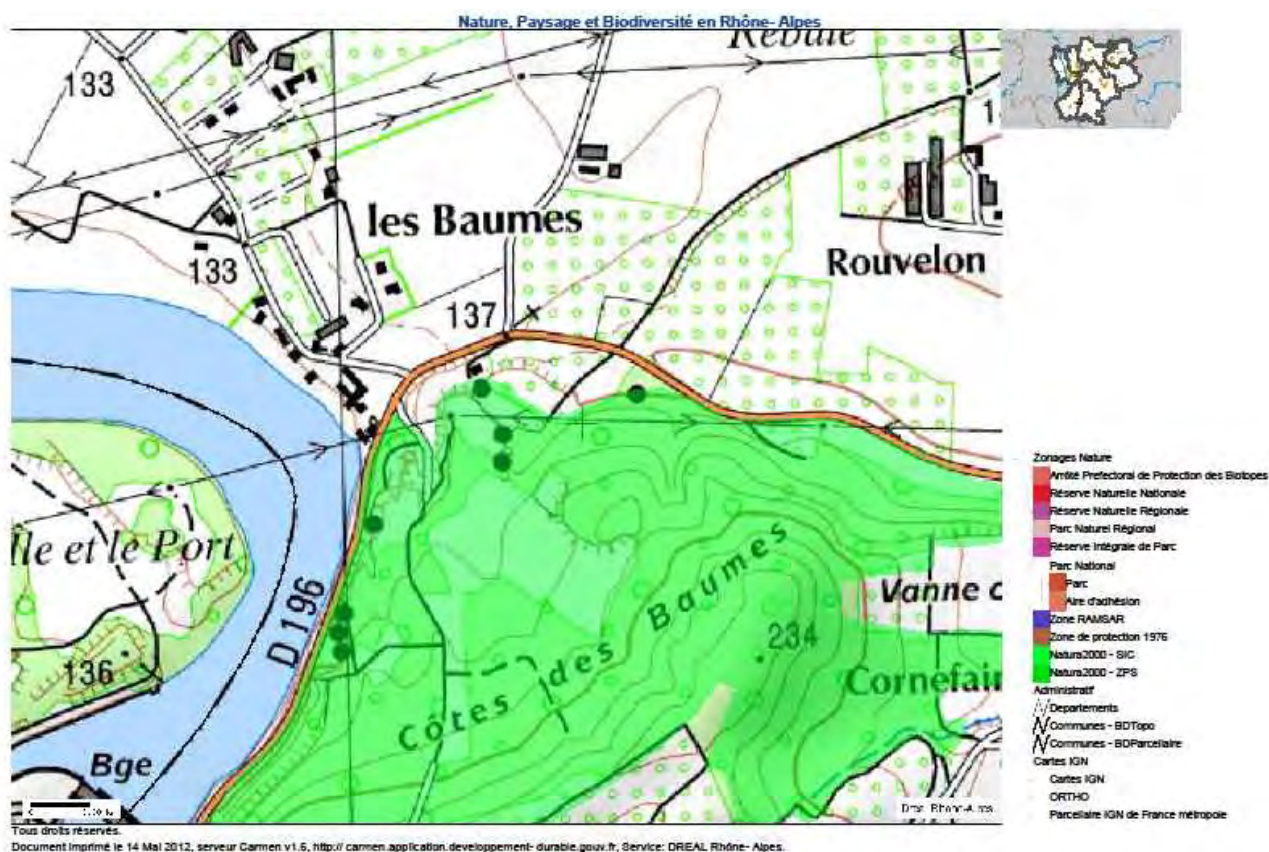 Nature, Paysage et Biodiversité en Rhône- Alpes
133
les Baumes
133
Rouvelon
137
Ile et le Port
D 196
136
Bge
Côtes des Baumes
234
Vanne c
Cornefain
Zonages Nature
Arrêté Prefectoral de Protection des Biotopes
Réserve Naturelle Nationale
Réserve Naturelle Régionale
Parc Naturel Régional
Réserve Intégrale de Parc
Parc National
Parc
Aire d'adhésion
Zone RAMSAR
Zone de protection 1976
Natura2000 - SIC
Natura2000 - ZPS
Administratif
Departements
Communes - BDTopo
Communes - BDParcellaire
Cartes IGN
Cartes IGN
ORTHO
Parcellaire IGN de France métropole
Dreal Rhone-Alpes
Tous droits réservés.
Document imprimé le 14 Mai 2012, serveur Carmen v1.6, http:// carmen.application.developpement- durable.gouv.fr, Service: DREAL Rhône- Alpes.